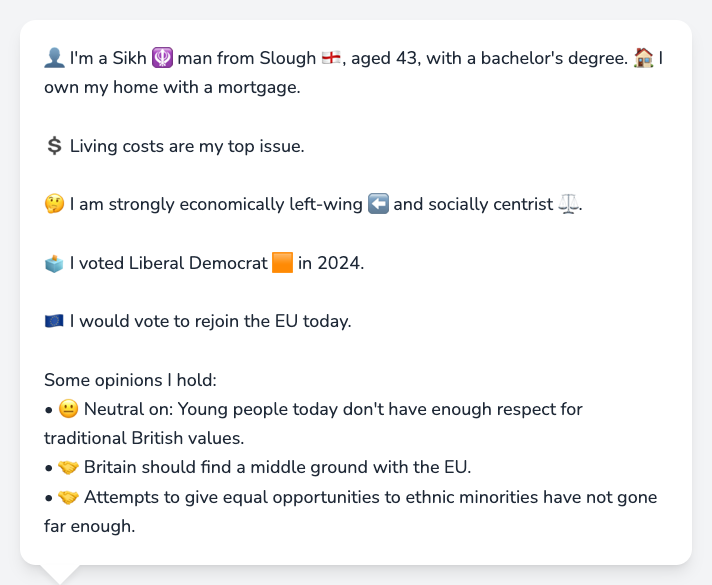 👤 I'm a Sikh 🪯 man from Slough 🏴󠁧󠁢󠁥󠁮󠁧󠁿, aged 43, with a bachelor's degree. 🏠 I
own my home with a mortgage.
💲 Living costs are my top issue.
🤔 I am strongly economically left-wing ⬅️ and socially centrist ⚖️.
🗳️ I voted Liberal Democrat 🟧 in 2024.
🇪🇺 I would vote to rejoin the EU today.
Some opinions I hold:
• 😐 Neutral on: Young people today don't have enough respect for
traditional British values.
• 🤝 Britain should find a middle ground with the EU.
• 🤝 Attempts to give equal opportunities to ethnic minorities have not gone
far enough.